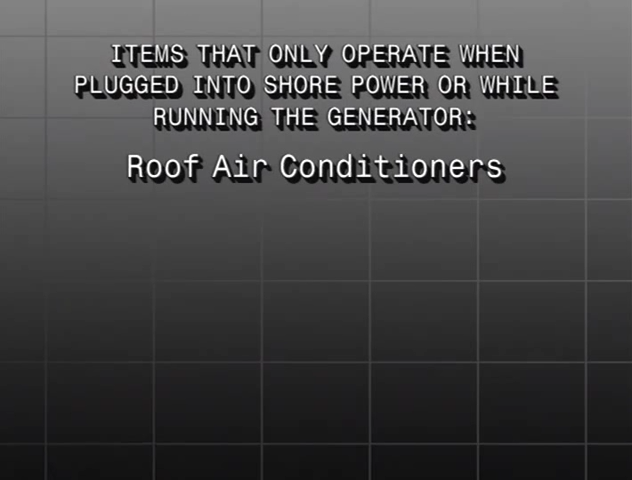 ITEMS THAT ONLY OPERATE WHEN
PLUGGED INTO SHORE POWER OR WHILE
RUNNING THE GENERATOR:
Roof Air Conditioners